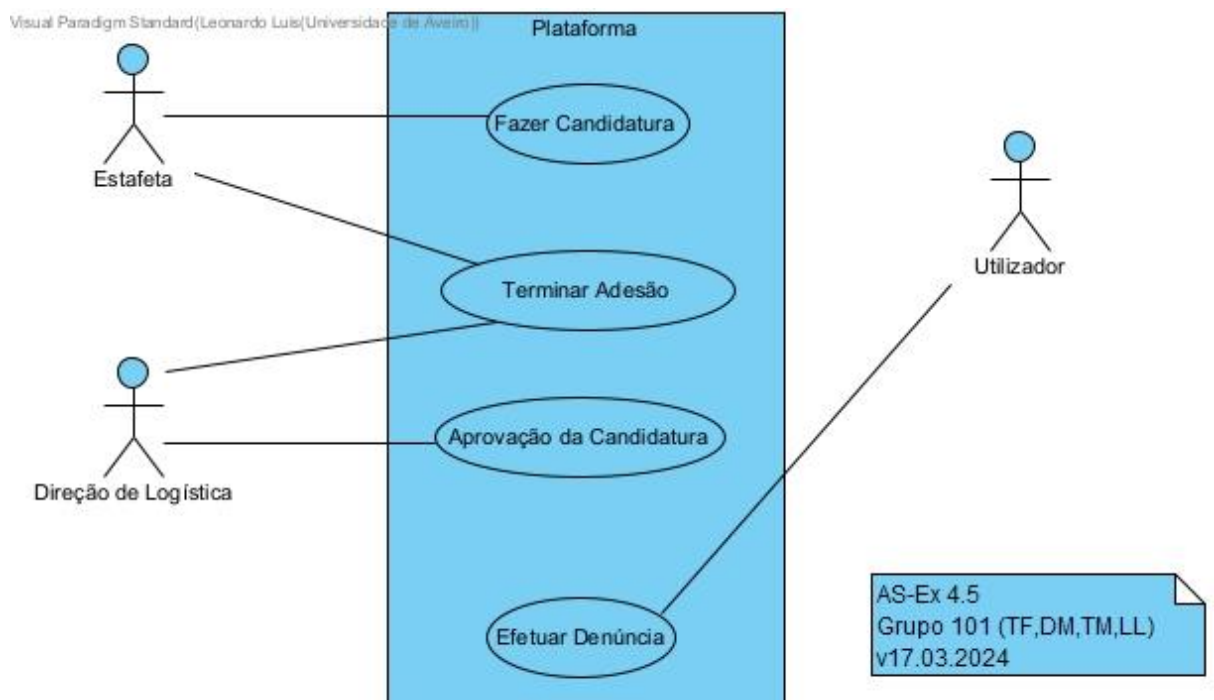 Visual Paradigm Standard(Leonardo Luis(Universidade de Aveiro))
Plataforma
Fazer Candidatura
Estafeta
Utilizador
Terminar Adesão
Aprovação da Candidatura
Direção de Logística
Efetuar Denúncia
AS-Ex 4.5
Grupo 101 (TF,DM,TM,LL)
v17.03.2024